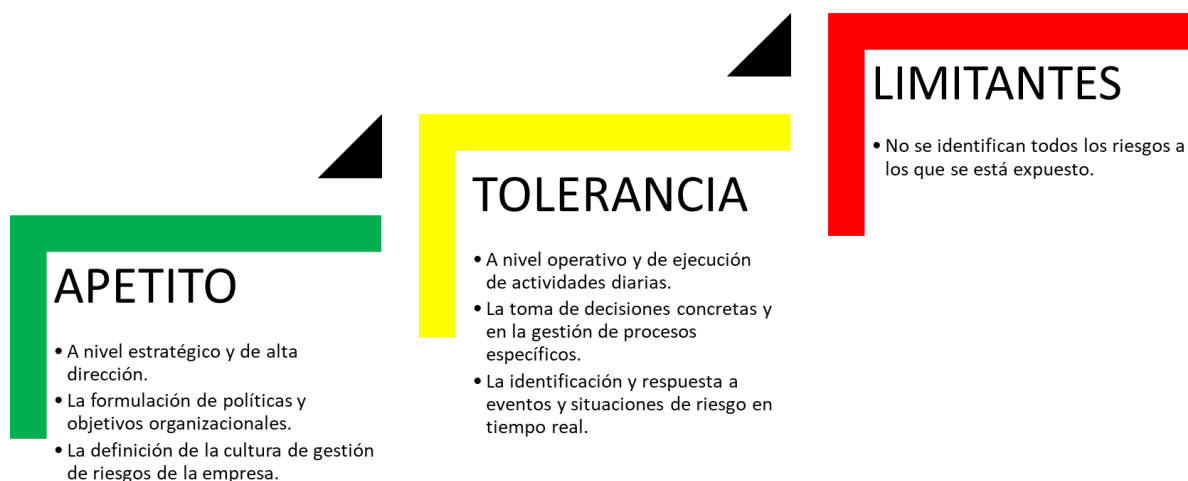 APETITO
• A nivel estratégico y de alta
dirección.
• La formulación de políticas y
objetivos organizacionales.
• La definición de la cultura de gestión
de riesgos de la empresa.
TOLERANCIA
• A nivel operativo y de ejecución
de actividades diarias.
• La toma de decisiones concretas y
en la gestión de procesos
específicos.
• La identificación y respuesta a
eventos y situaciones de riesgo en
tiempo real.
LIMITANTES
• No se identifican todos los riesgos a
los que se está expuesto.